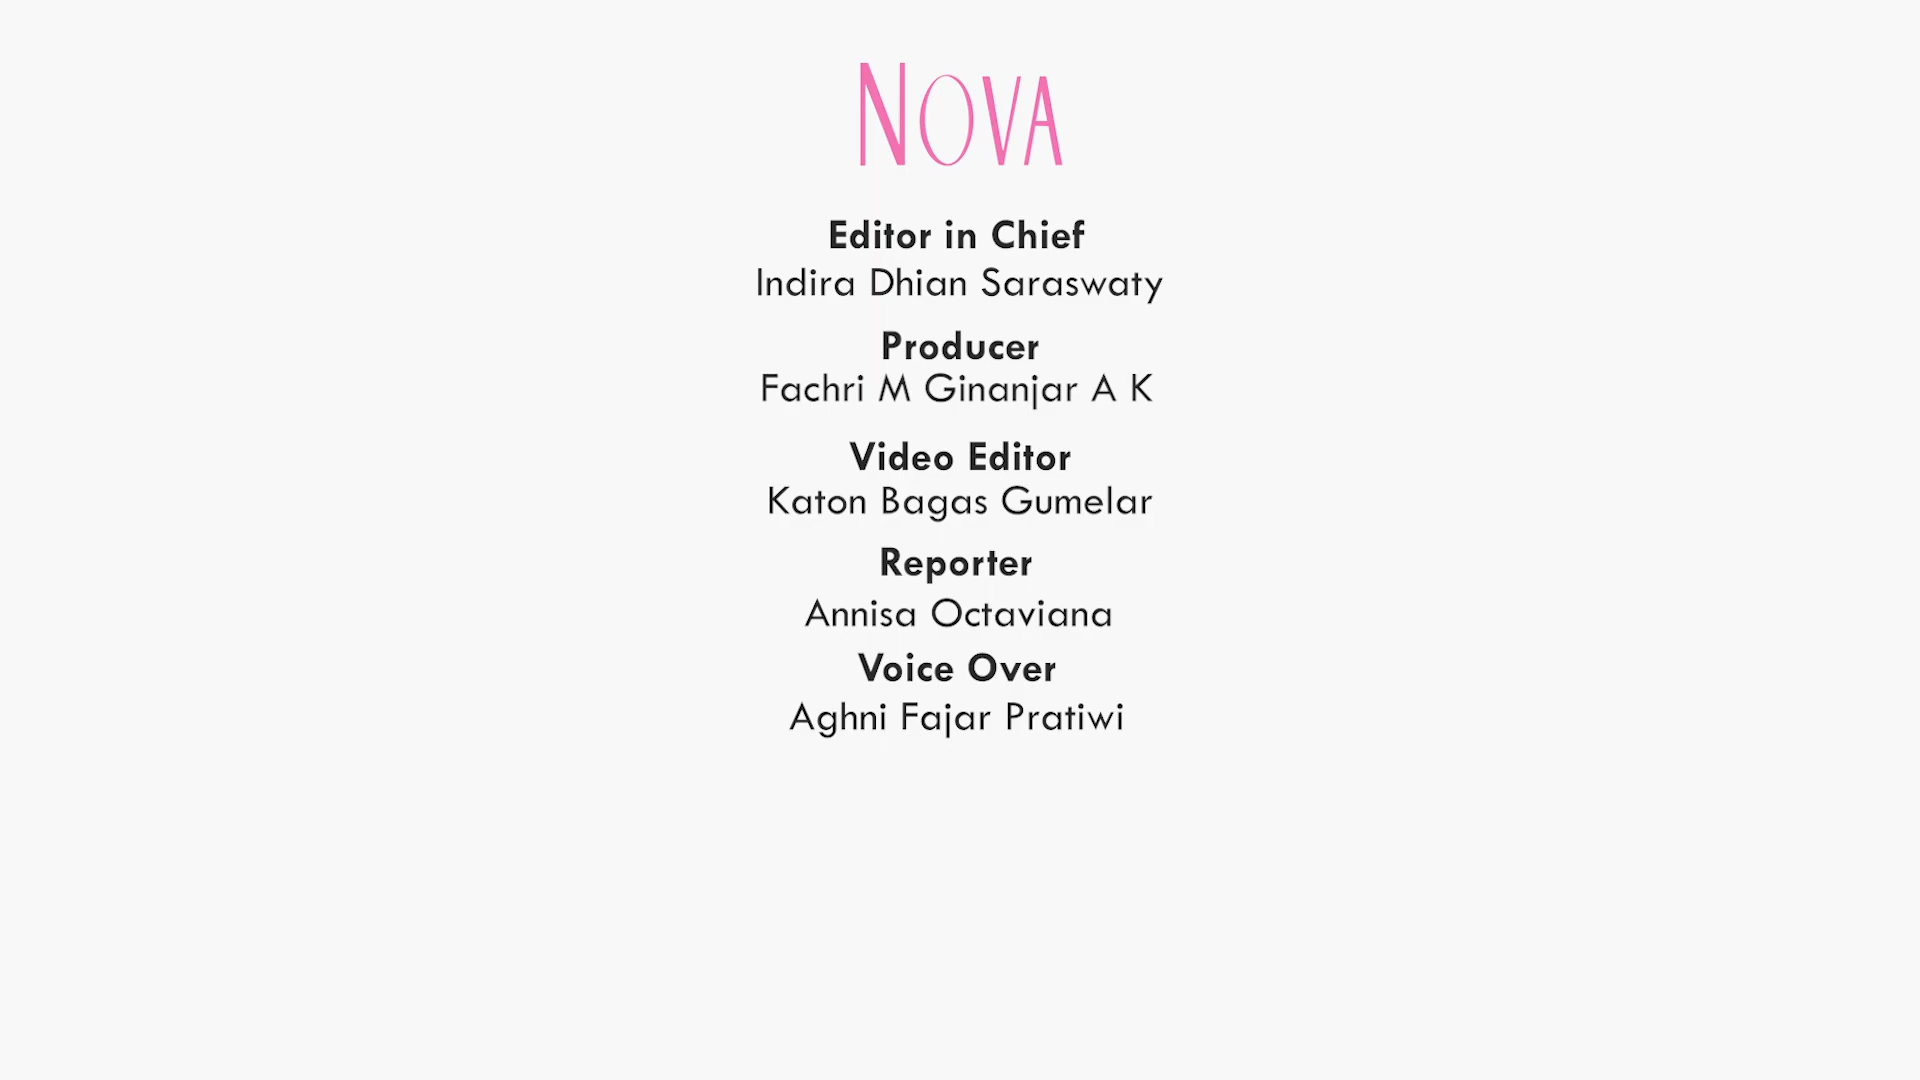 NOVA
Editor in Chief
Indira Dhian Saraswaty
Producer
Fachri M Ginanjar A K
Video Editor
Katon Bagas Gumelar
Reporter
Annisa Octaviana
Voice Over
Aghni Fajar Pratiwi